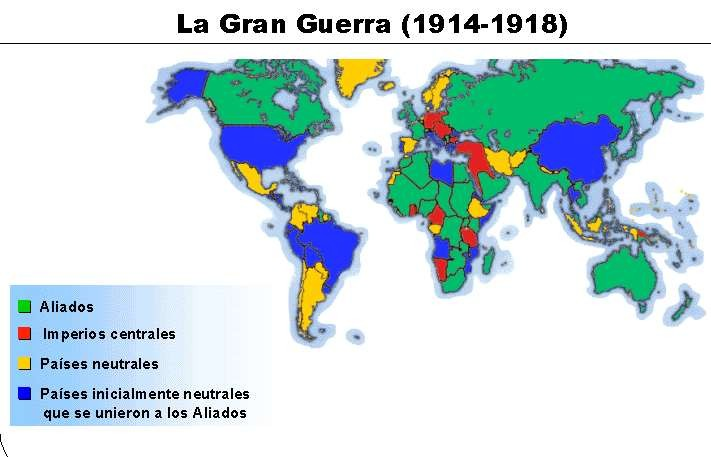 La Gran Guerra (1914-1918)
Aliados
Imperios centrales
Países neutrales
Países inicialmente neutrales
que se unieron a los Aliados